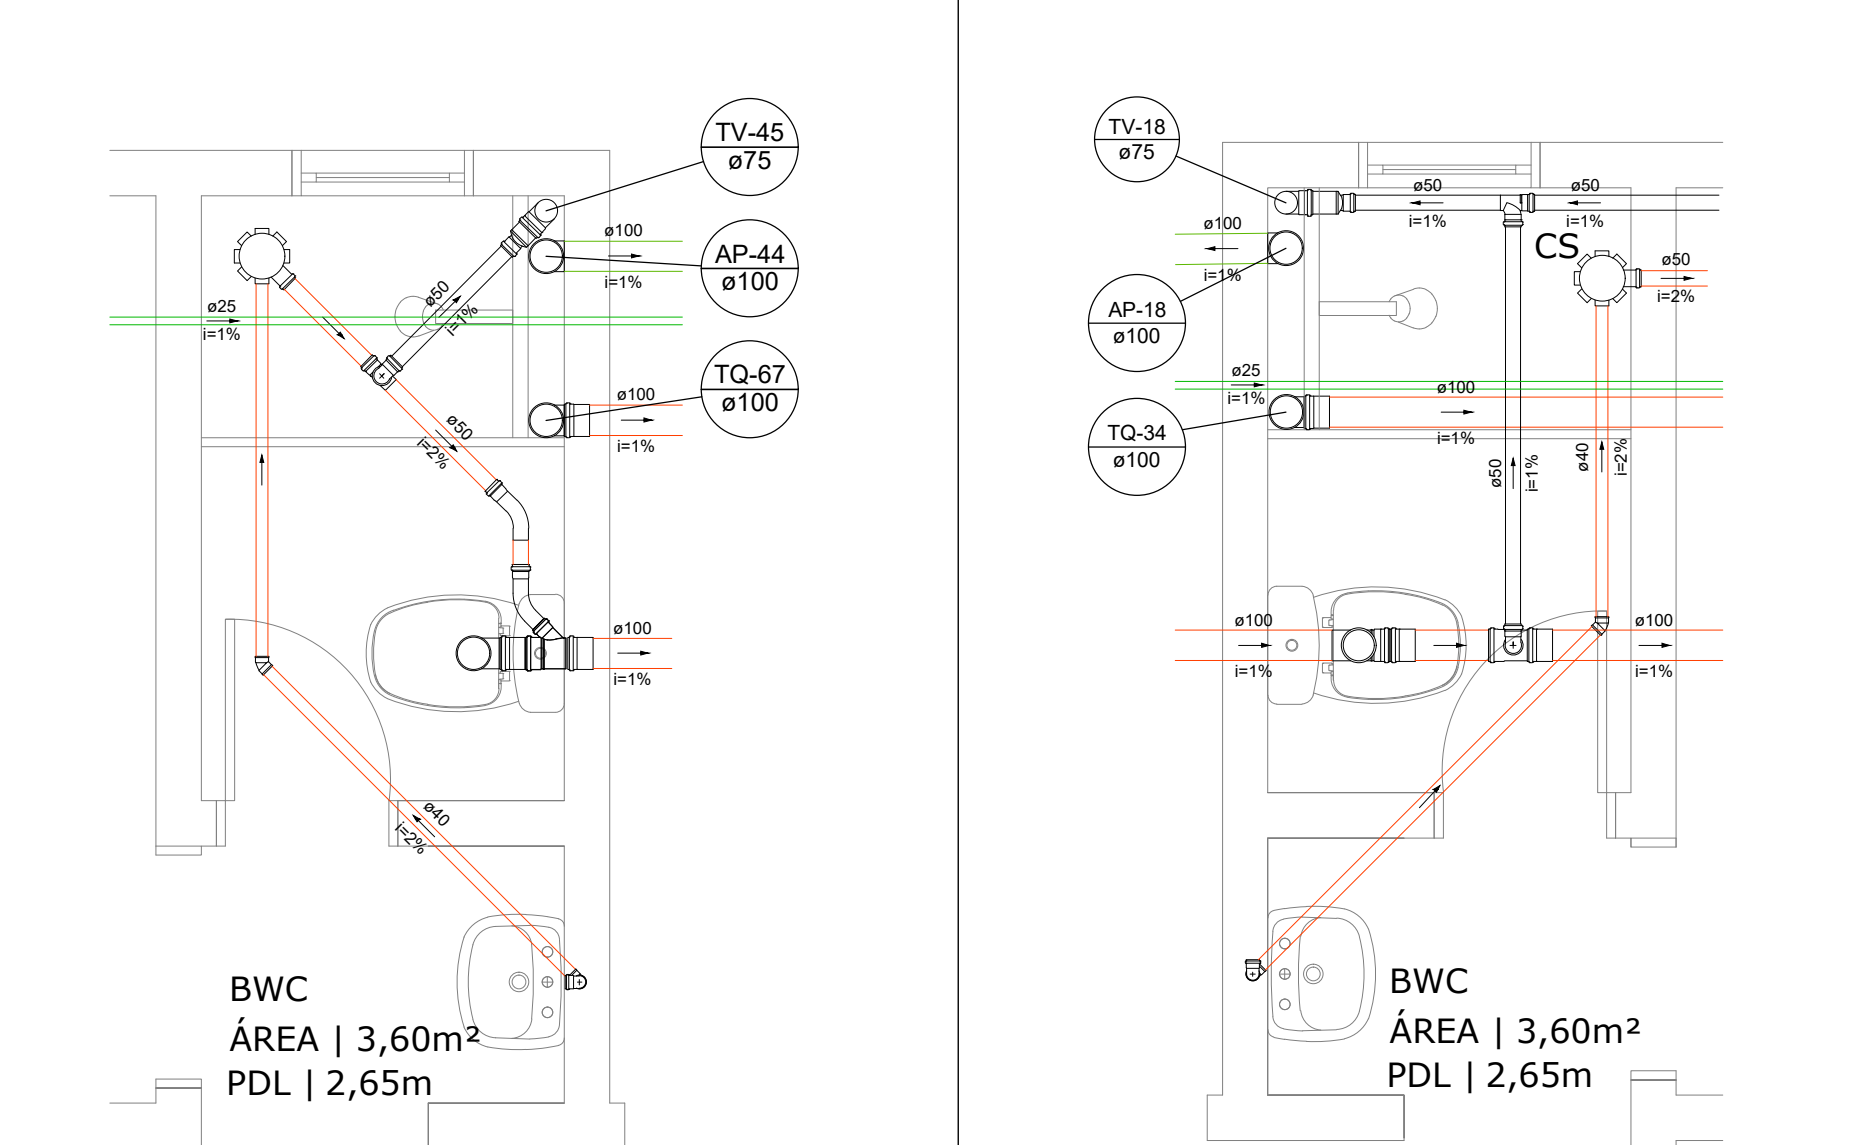 TV-45
ø75
ø100
i=1%
AP-44
ø100
ø50
i=1%
ø25
i=1%
TQ-67
ø100
ø100
i=1%
ø50
i=2%
ø100
i=1%
ø40
i=2%
BWC
ÁREA | 3,60m²
PDL | 2,65m
TV-18
ø75
ø50
i=1%
ø50
i=1%
ø100
i=1%
CS
ø50
i=2%
AP-18
ø100
ø25
i=1%
ø100
i=1%
TQ-34
ø100
ø50
i=1%
ø40
i=2%
ø100
i=1%
ø100
i=1%
BWC
ÁREA | 3,60m²
PDL | 2,65m